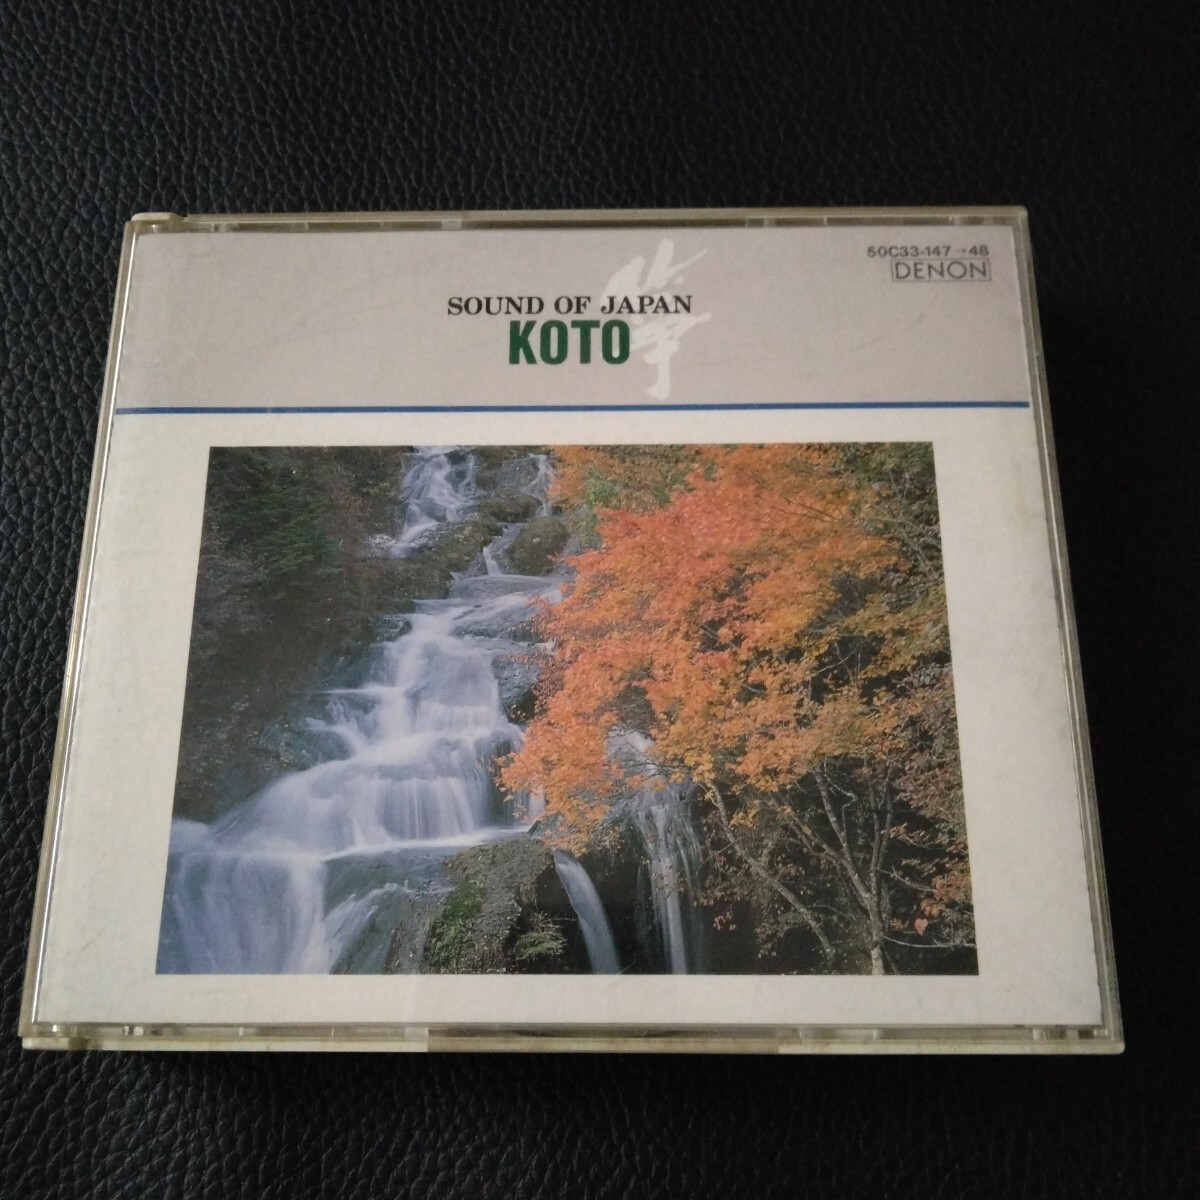 50C33-147→48
DENON
SOUND OF JAPAN
KOTO
箏